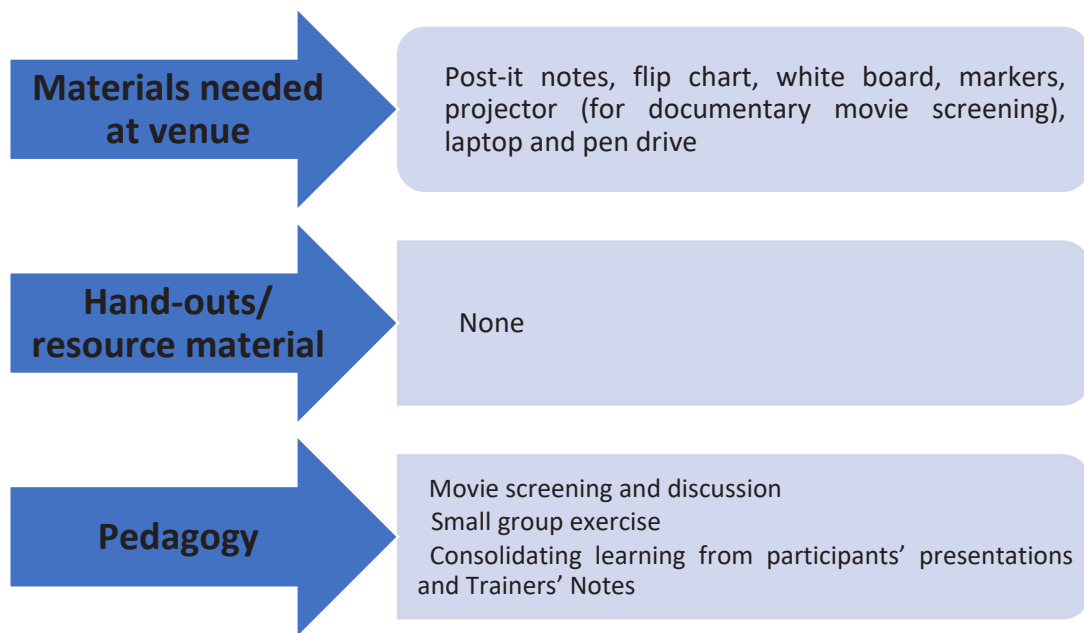 Materials needed
at venue
Post-it notes, flip chart, white board, markers,
projector (for documentary movie screening),
laptop and pen drive
Hand-outs/
resource material
None
Pedagogy
Movie screening and discussion
Small group exercise
Consolidating learning from participants’ presentations
and Trainers’ Notes